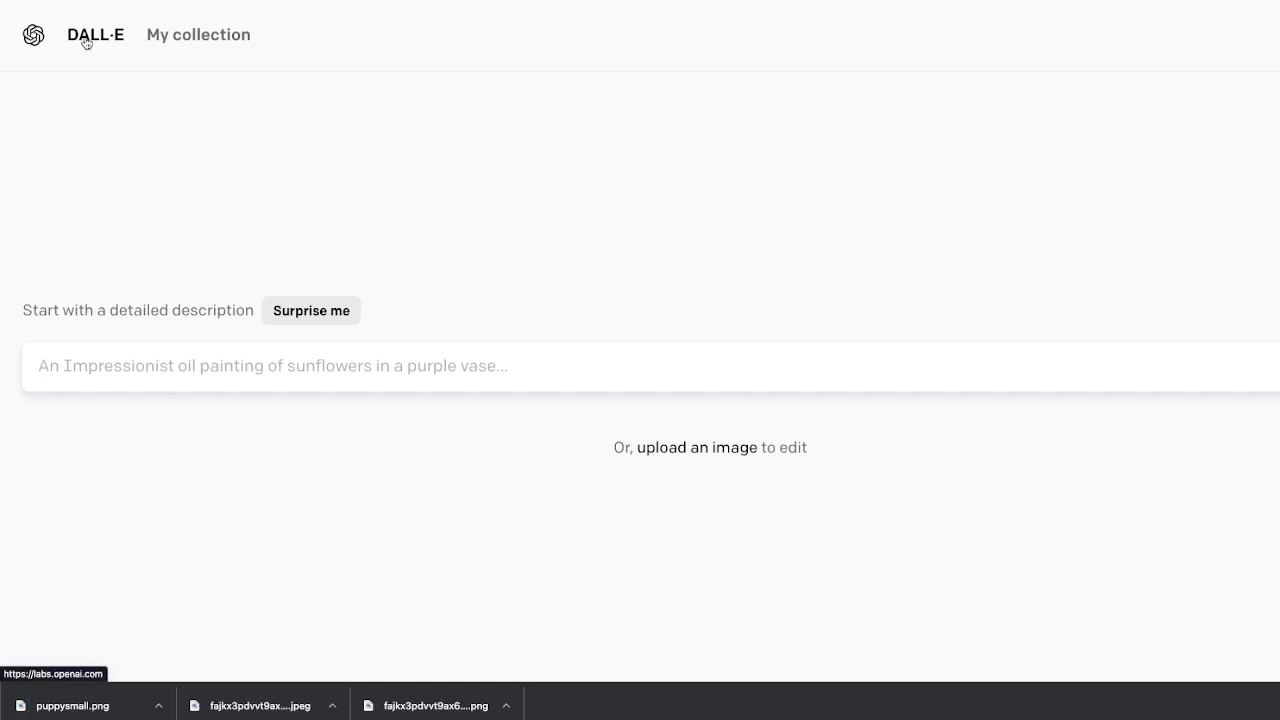 DALL·E My collection
Start with a detailed description Surprise me
An Impressionist oil painting of sunflowers in a purple vase...
Or, upload an image to edit
https://labs.openai.com
puppysmall.png fajkx3pdvvt9ax....jpeg fajkx3pdvvt9ax6....png